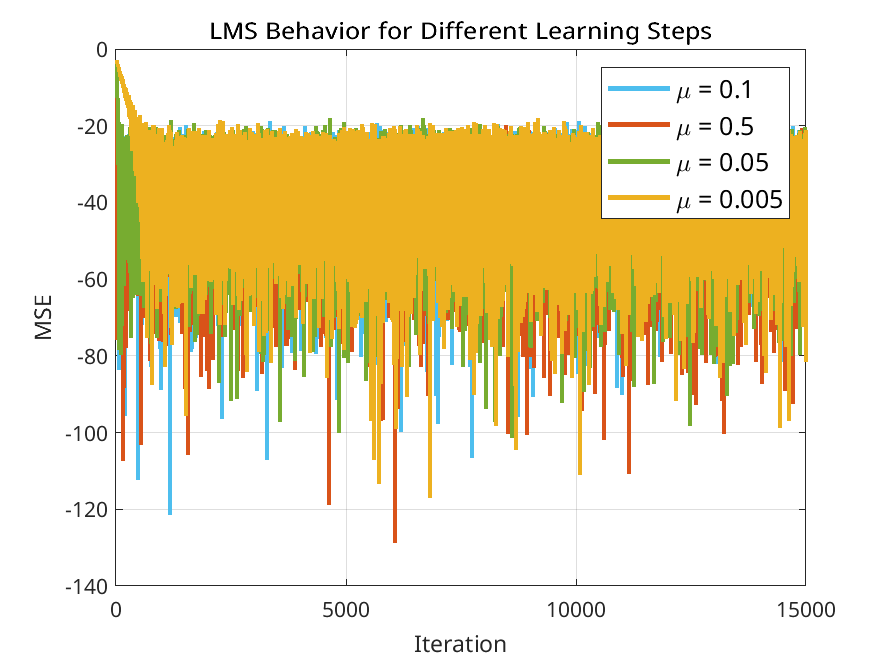 LMS Behavior for Different Learning Steps
0
-20
-40
-60
-80
-100
-120
-140
MSE
μ = 0.1
μ = 0.5
μ = 0.05
μ = 0.005
0 5000 10000 15000
Iteration